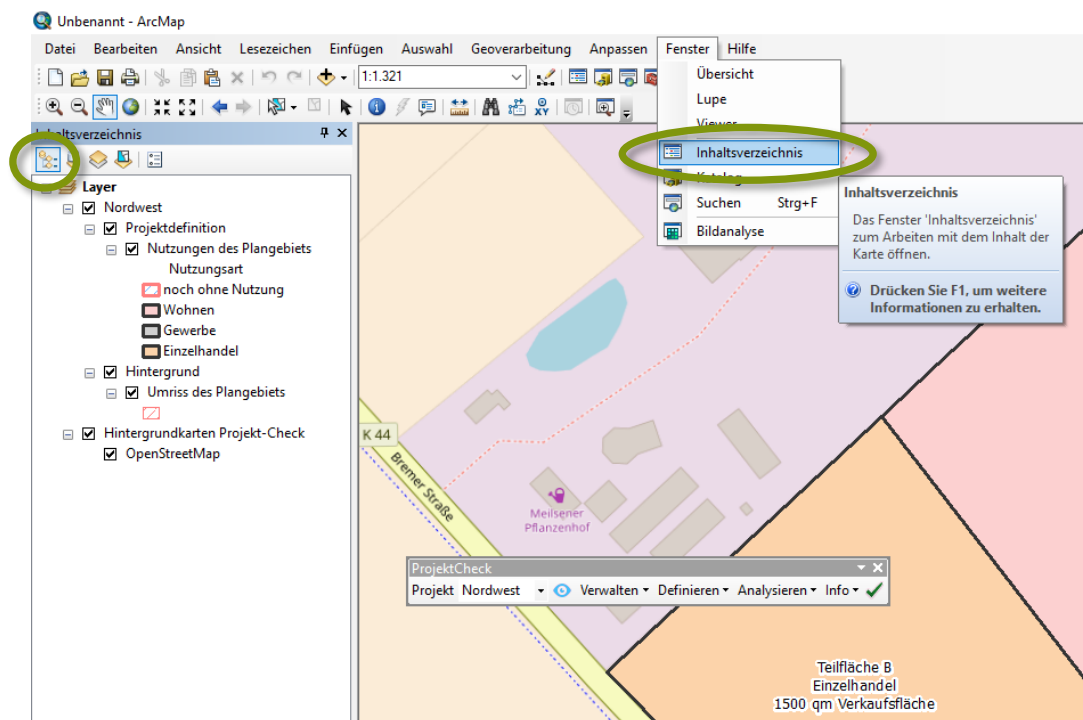 Unbenannt - ArcMap
Datei Bearbeiten Ansicht Lesezeichen Einfügen Auswahl Geoverarbeitung Anpassen Fenster Hilfe
1:1.321
Übersicht
Lupe
Viewer
Inhaltsverzeichnis
Katalog
Suchen Strg+F
Bildanalyse
Inhaltsverzeichnis
Das Fenster 'Inhaltsverzeichnis'
zum Arbeiten mit dem Inhalt der
Karte öffnen.
Drücken Sie F1, um weitere
Informationen zu erhalten.
Inhaltsverzeichnis
Layer
Nordwest
Projektdefinition
Nutzungen des Plangebiets
Nutzungsart
noch ohne Nutzung
Wohnen
Gewerbe
Einzelhandel
Hintergrund
Umriss des Plangebiets
Hintergrundkarten Projekt-Check
OpenStreetMap
K 44
Bremer Straße
Meilsener
Pflanzenhof
ProjektCheck
Projekt Nordwest Verwalten Definieren Analysieren Info
Teilfläche B
Einzelhandel
1500 qm Verkaufsfläche